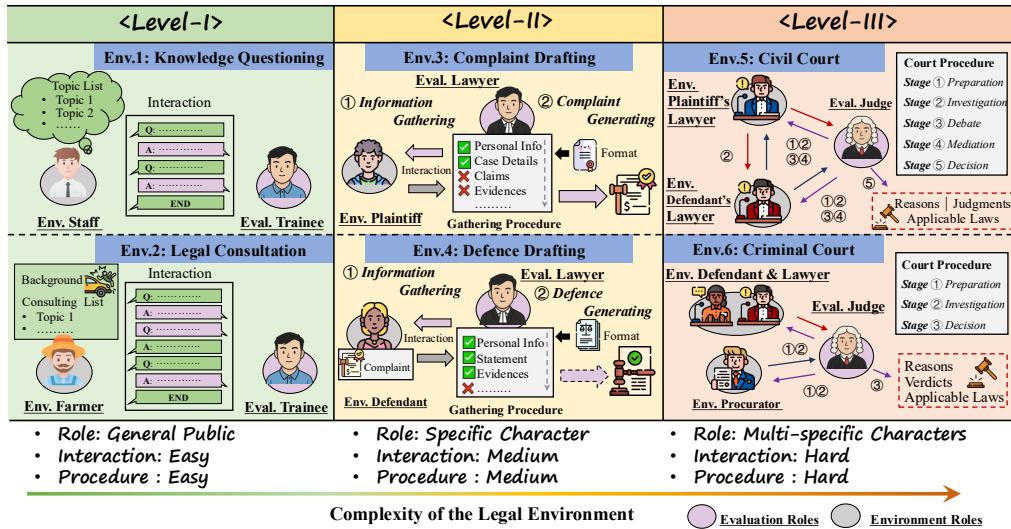 <Level-I>
<Level-II>
<Level-III>
Env.1: Knowledge Questioning
Topic List
• Topic 1
• Topic 2
• ......
Interaction
Q: .............
A: .............
Q: .............
A: .............
END
Env. Staff
Eval. Trainee
Env.2: Legal Consultation
Background
Consulting List
• Topic 1
• .........
Interaction
Q: .............
A: .............
Q: .............
A: .............
Q: .............
A: .............
END
Env. Farmer
Eval. Trainee
Env.3: Complaint Drafting
Eval. Lawyer
① Information
Gathering
② Complaint
Generating
Personal Info
Case Details
Claims
Evidences
Interaction
Format
Env. Plaintiff
Gathering Procedure
Env.4: Defence Drafting
① Information
Gathering
Eval. Lawyer
② Defence
Generating
Interaction
Personal Info
Statement
Evidences
.........
Format
Complaint
Env. Defendant
Gathering Procedure
Env.5: Civil Court
Env.
Plaintiff's
Lawyer
Eval. Judge
②
①②
③④
Env.
Defendant's
Lawyer
①②
③④
⑤
Court Procedure
Stage ① Preparation
Stage ② Investigation
Stage ③ Debate
Stage ④ Mediation
Stage ⑤ Decision
Reasons | Judgments
Applicable Laws
Env.6: Criminal Court
Env. Defendant & Lawyer
Eval. Judge
①②
①②
③
Env. Procurator
Court Procedure
Stage ① Preparation
Stage ② Investigation
Stage ③ Decision
Reasons
Verdicts
Applicable Laws
• Role: General Public
• Interaction: Easy
• Procedure : Easy
• Role: Specific Character
• Interaction: Medium
• Procedure : Medium
• Role: Multi-specific Characters
• Interaction: Hard
• Procedure : Hard
Complexity of the Legal Environment
Evaluation Roles
Environment Roles